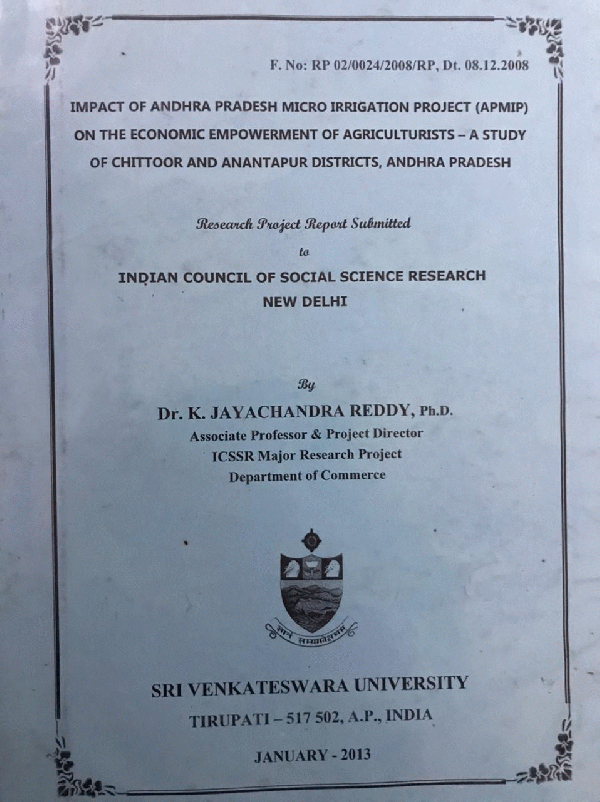 F. No: RP 02/0024/2008/RP, Dt. 08.12.2008
IMPACT OF ANDHRA PRADESH MICRO IRRIGATION PROJECT (APMIP)
ON THE ECONOMIC EMPOWERMENT OF AGRICULTURISTS – A STUDY
OF CHITTOOR AND ANANTAPUR DISTRICTS, ANDHRA PRADESH
Research Project Report Submitted
to
INDIAN COUNCIL OF SOCIAL SCIENCE RESEARCH
NEW DELHI
By
Dr. K. JAYACHANDRA REDDY, Ph.D.
Associate Professor & Project Director
ICSSR Major Research Project
Department of Commerce
ज्ञानं सम्यगवेक्षणम्
SRI VENKATESWARA UNIVERSITY
TIRUPATI – 517 502, A.P., INDIA
JANUARY - 2013